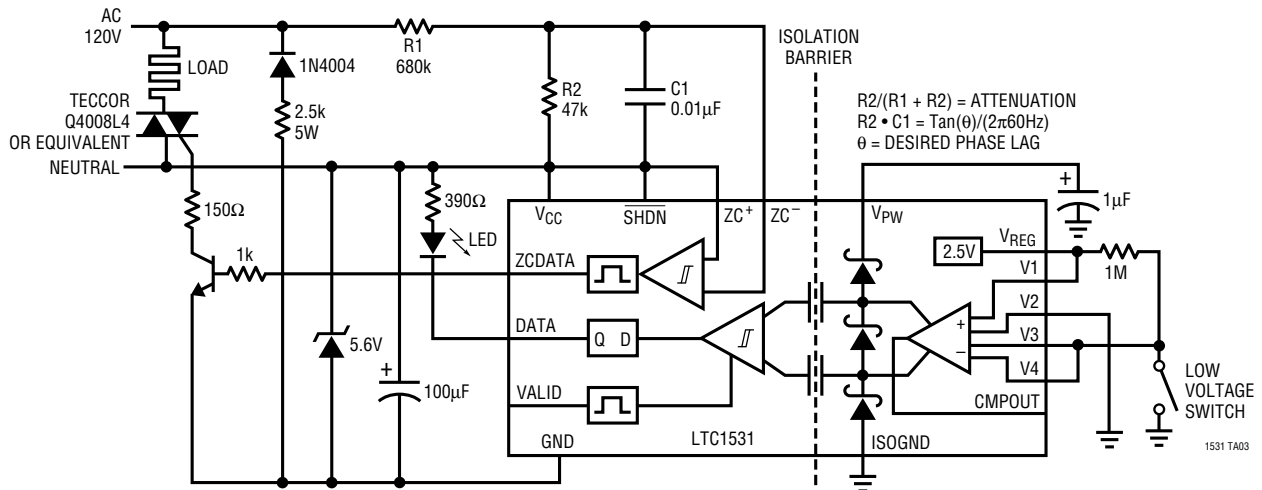 AC
120V
LOAD
TECCOR
Q4008L4
OR EQUIVALENT
NEUTRAL
1N4004
2.5k
5W
R1
680k
R2
47k
C1
0.01μF
ISOLATION
BARRIER
R2/(R1 + R2) = ATTENUATION
R2 • C1 = Tan(θ)/(2π60Hz)
θ = DESIRED PHASE LAG
150Ω
1k
390Ω
LED
5.6V
+
100μF
VCC
SHDN
ZC+
ZC–
VPW
+
1μF
ZCDATA
DATA
Q D
VALID
GND
LTC1531
2.5V
VREG
1M
V1
V2
+
V3
–
V4
CMPOUT
ISOGND
LOW
VOLTAGE
SWITCH
1531 TA03